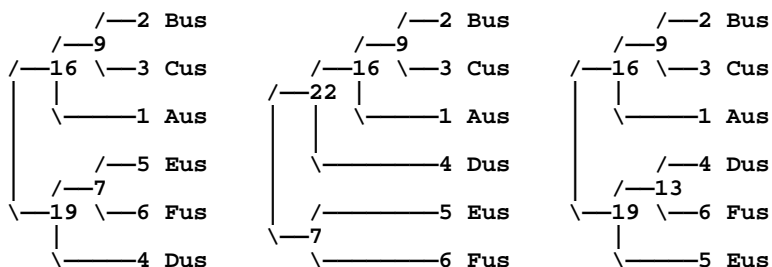 /——2 Bus /——2 Bus /——2 Bus
/——9 /——9 /——9
/——16 \——3 Cus /——16 \——3 Cus /——16 \——3 Cus
| | /——22 | | |
| \——————1 Aus | | \——————1 Aus | \——————1 Aus
| | | |
| /——5 Eus | \——————————4 Dus | /——4 Dus
| /——7 | | /——13
\——19 \——6 Fus | /——————5 Eus \——19 \——6 Fus
| \——7 |
\——————4 Dus \——————6 Fus \——————5 Eus